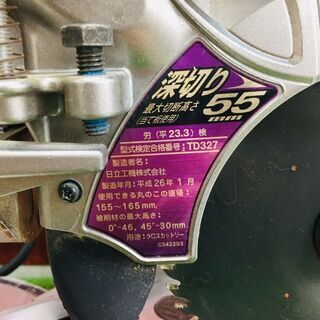 深切り
55
mm
最大切断高さ
(当て板使用)
労(平23.3)検
型式検定合格番号:TD327
製造者名:
日立工機株式会社
製造年月:平成26年1月
使用できる丸のこの直径:
155～165mm.
被削材の最大高さ:
0°-46, 45°-30mm
用途:クロスカットソー
C342293